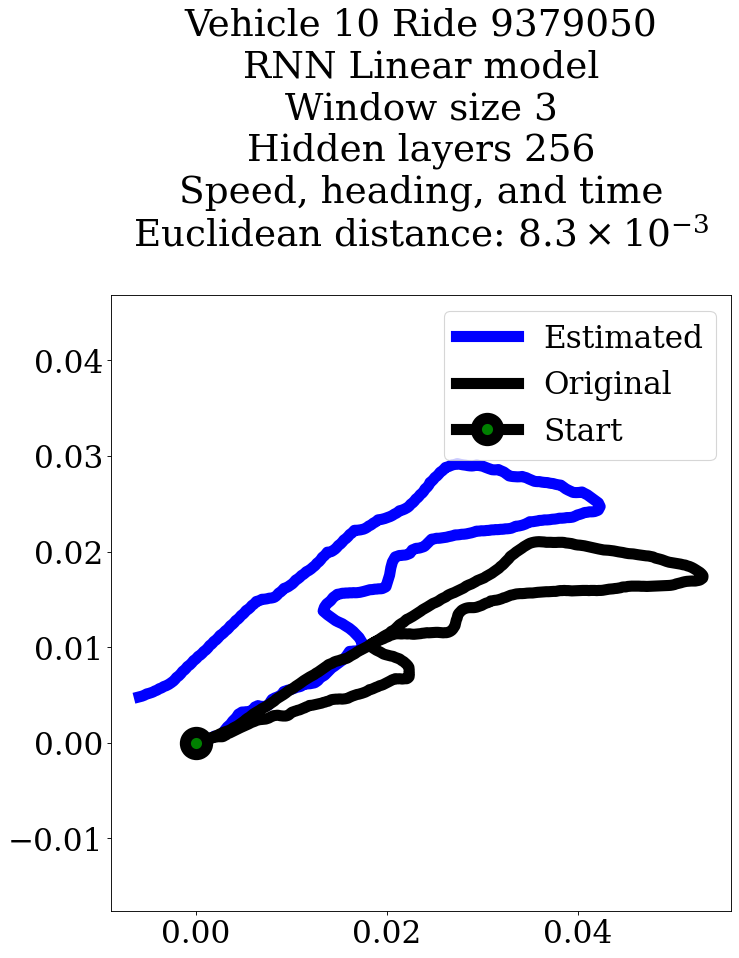 Vehicle 10 Ride 9379050
RNN Linear model
Window size 3
Hidden layers 256
Speed, heading, and time
Euclidean distance: 8.3 × 10⁻³
Estimated
Original
Start
0.04
0.03
0.02
0.01
0.00
−0.01
0.00 0.02 0.04